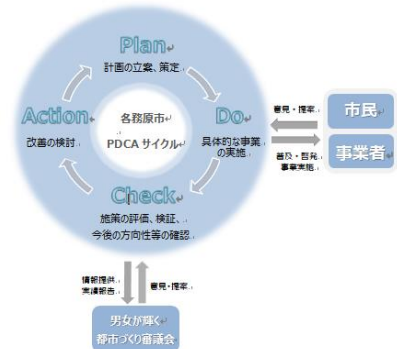 Plan
計画の立案、策定
Action
改善の検討
各務原市
PDCAサイクル
Do
具体的な事業
の実施
意見・提案
市民
普及・啓発
事業実施
事業者
Check
施策の評価、検証、
今後の方向性等の確認
情報提供
実績報告
意見・提案
男女が輝く
都市づくり審議会